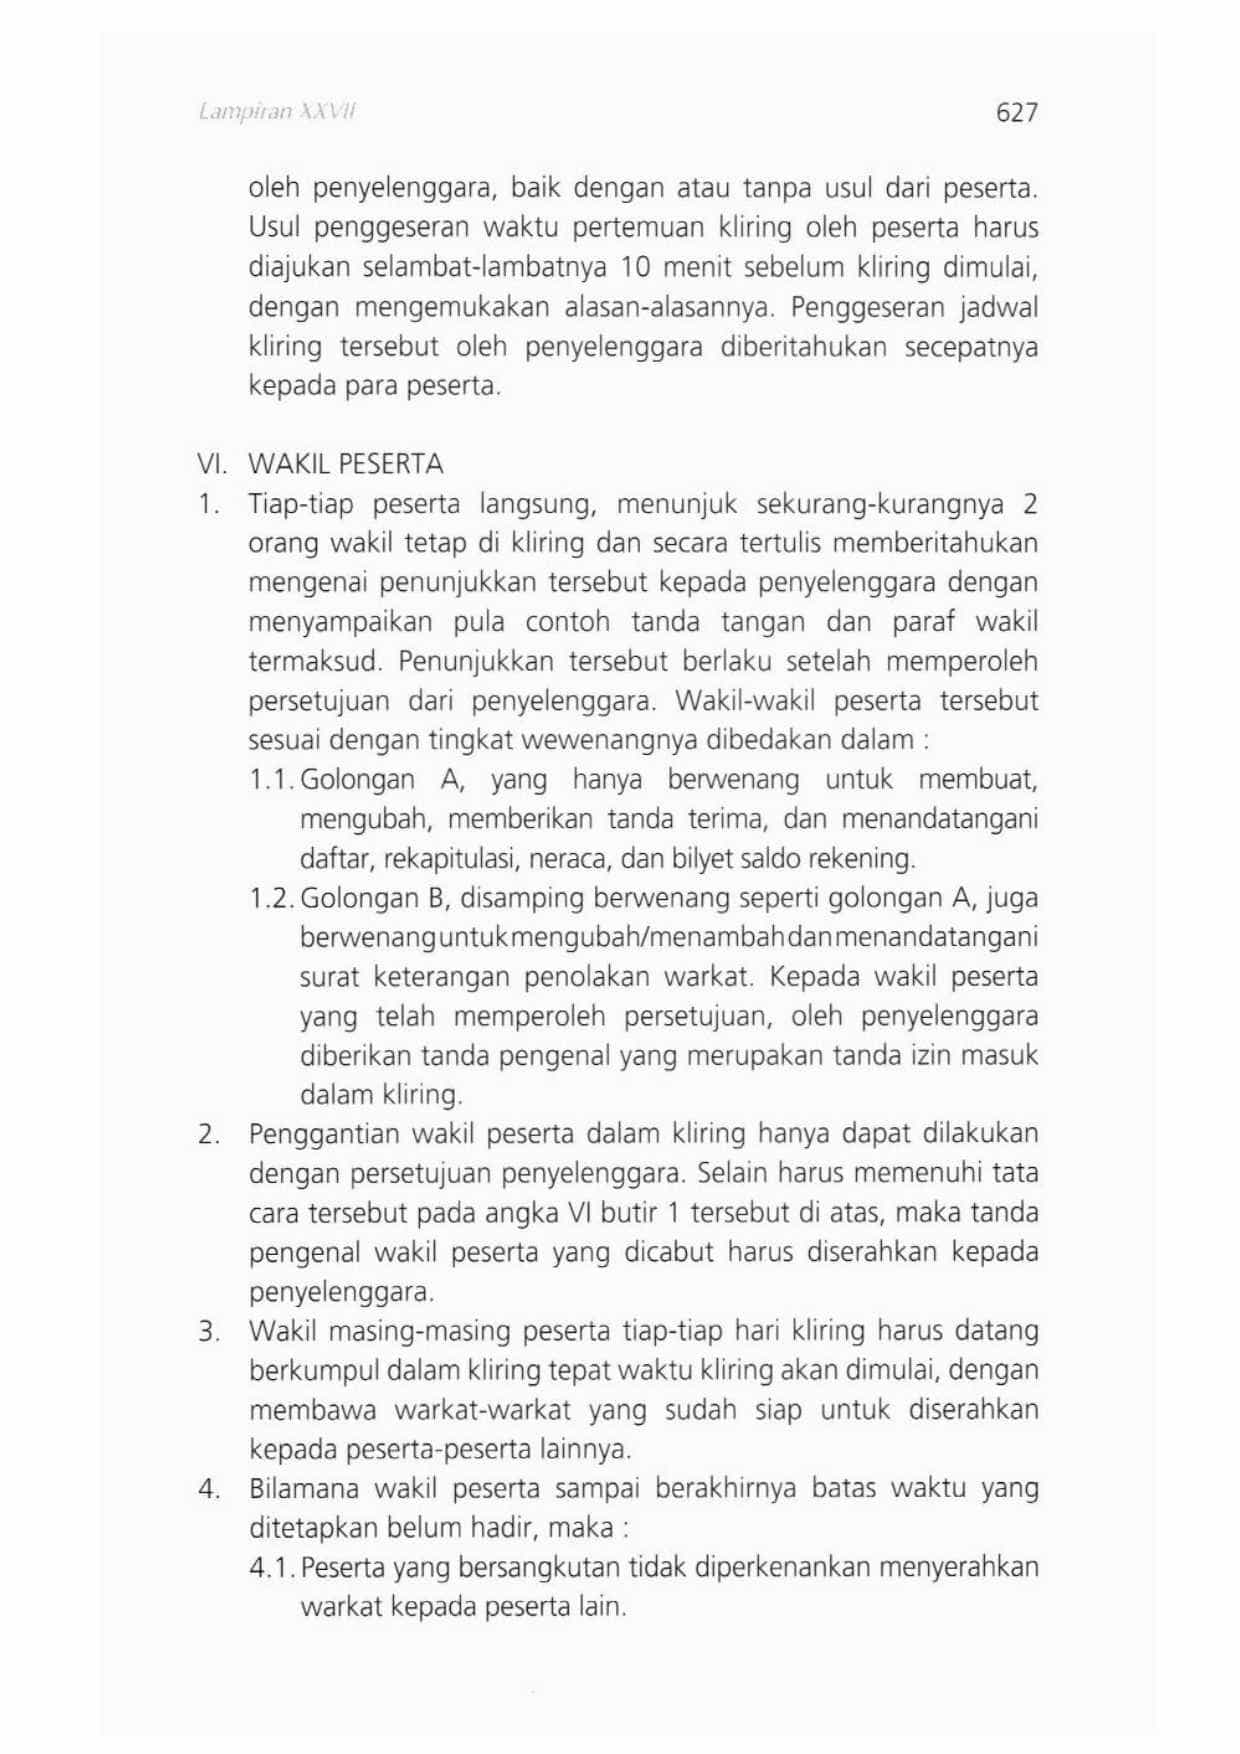 Lampiran XXVII 627
oleh penyelenggara, baik dengan atau tanpa usul dari peserta.
Usul penggeseran waktu pertemuan kliring oleh peserta harus
diajukan selambat-lambatnya 10 menit sebelum kliring dimulai,
dengan mengemukakan alasan-alasannya. Penggeseran jadwal
kliring tersebut oleh penyelenggara diberitahukan secepatnya
kepada para peserta.
VI. WAKIL PESERTA
1. Tiap-tiap peserta langsung, menunjuk sekurang-kurangnya 2
orang wakil tetap di kliring dan secara tertulis memberitahukan
mengenai penunjukkan tersebut kepada penyelenggara dengan
menyampaikan pula contoh tanda tangan dan paraf wakil
termaksud. Penunjukkan tersebut berlaku setelah memperoleh
persetujuan dari penyelenggara. Wakil-wakil peserta tersebut
sesuai dengan tingkat wewenangnya dibedakan dalam :
1.1. Golongan A, yang hanya berwenang untuk membuat,
mengubah, memberikan tanda terima, dan menandatangani
daftar, rekapitulasi, neraca, dan bilyet saldo rekening.
1.2. Golongan B, disamping berwenang seperti golongan A, juga
berwenang untuk mengubah/menambah dan menandatangani
surat keterangan penolakan warkat. Kepada wakil peserta
yang telah memperoleh persetujuan, oleh penyelenggara
diberikan tanda pengenal yang merupakan tanda izin masuk
dalam kliring.
2. Penggantian wakil peserta dalam kliring hanya dapat dilakukan
dengan persetujuan penyelenggara. Selain harus memenuhi tata
cara tersebut pada angka VI butir 1 tersebut di atas, maka tanda
pengenal wakil peserta yang dicabut harus diserahkan kepada
penyelenggara.
3. Wakil masing-masing peserta tiap-tiap hari kliring harus datang
berkumpul dalam kliring tepat waktu kliring akan dimulai, dengan
membawa warkat-warkat yang sudah siap untuk diserahkan
kepada peserta-peserta lainnya.
4. Bilamana wakil peserta sampai berakhirnya batas waktu yang
ditetapkan belum hadir, maka :
4.1. Peserta yang bersangkutan tidak diperkenankan menyerahkan
warkat kepada peserta lain.